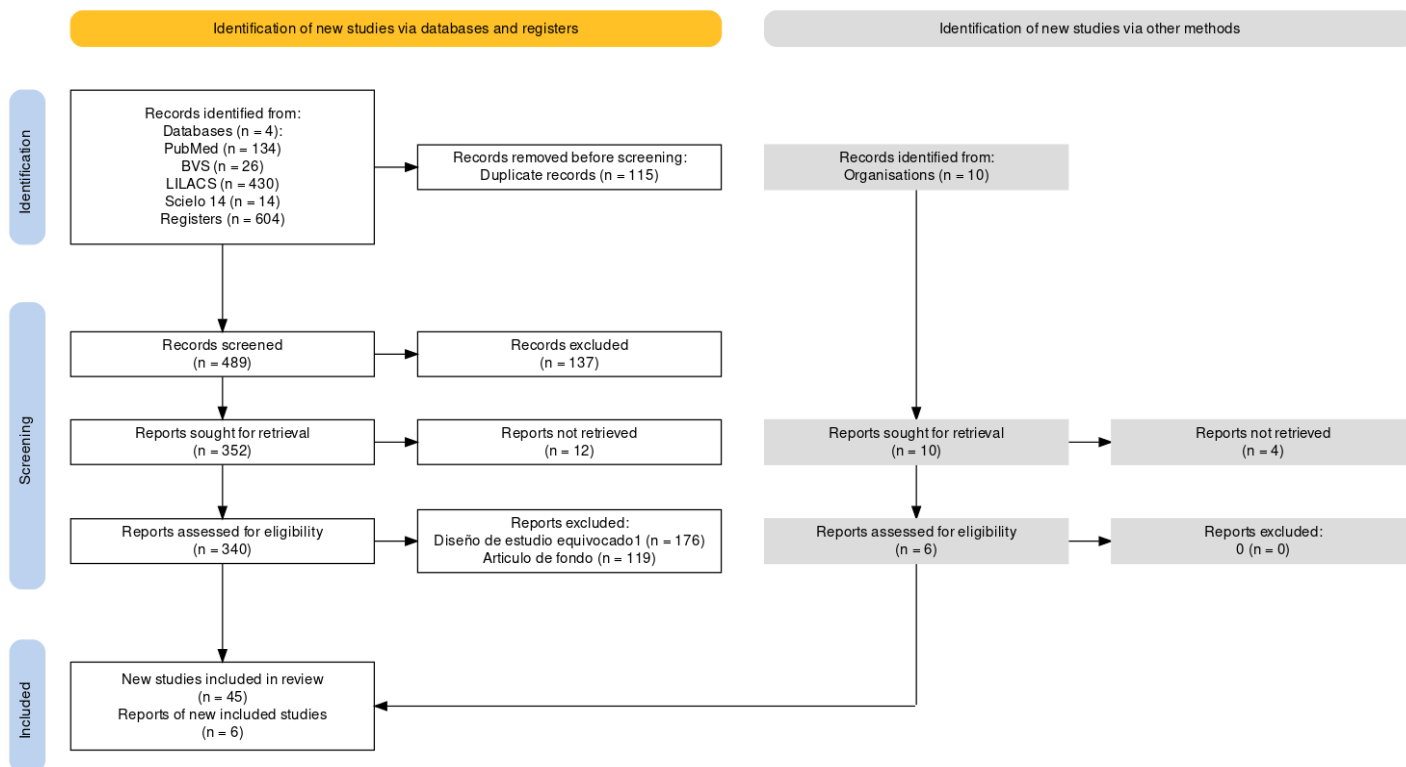 Identification of new studies via databases and registers
Identification of new studies via other methods
Identification
Records identified from:
Databases (n = 4):
PubMed (n = 134)
BVS (n = 26)
LILACS (n = 430)
Scielo 14 (n = 14)
Registers (n = 604)
Records removed before screening:
Duplicate records (n = 115)
Records identified from:
Organisations (n = 10)
Screening
Records screened
(n = 489)
Records excluded
(n = 137)
Reports sought for retrieval
(n = 352)
Reports not retrieved
(n = 12)
Reports sought for retrieval
(n = 10)
Reports not retrieved
(n = 4)
Reports assessed for eligibility
(n = 340)
Reports excluded:
Diseño de estudio equivocado1 (n = 176)
Articulo de fondo (n = 119)
Reports assessed for eligibility
(n = 6)
Reports excluded:
0 (n = 0)
Included
New studies included in review
(n = 45)
Reports of new included studies
(n = 6)